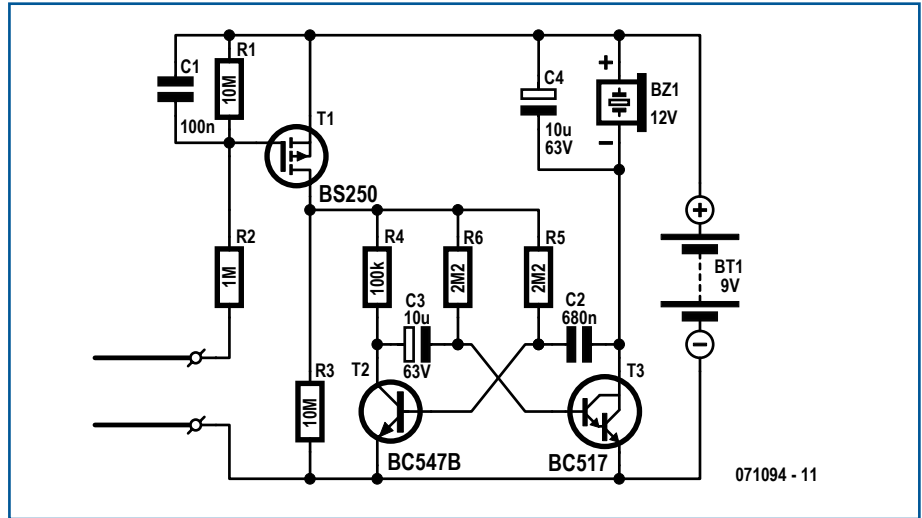 C1
100n
R1
10M
T1
BS250
R2
1M
R3
10M
R4
100k
C3
10u
63V
R6
2M2
R5
2M2
C2
680n
T2
BC547B
T3
BC517
C4
10u
63V
+
BZ1
12V
−
+
BT1
9V
−
071094 - 11